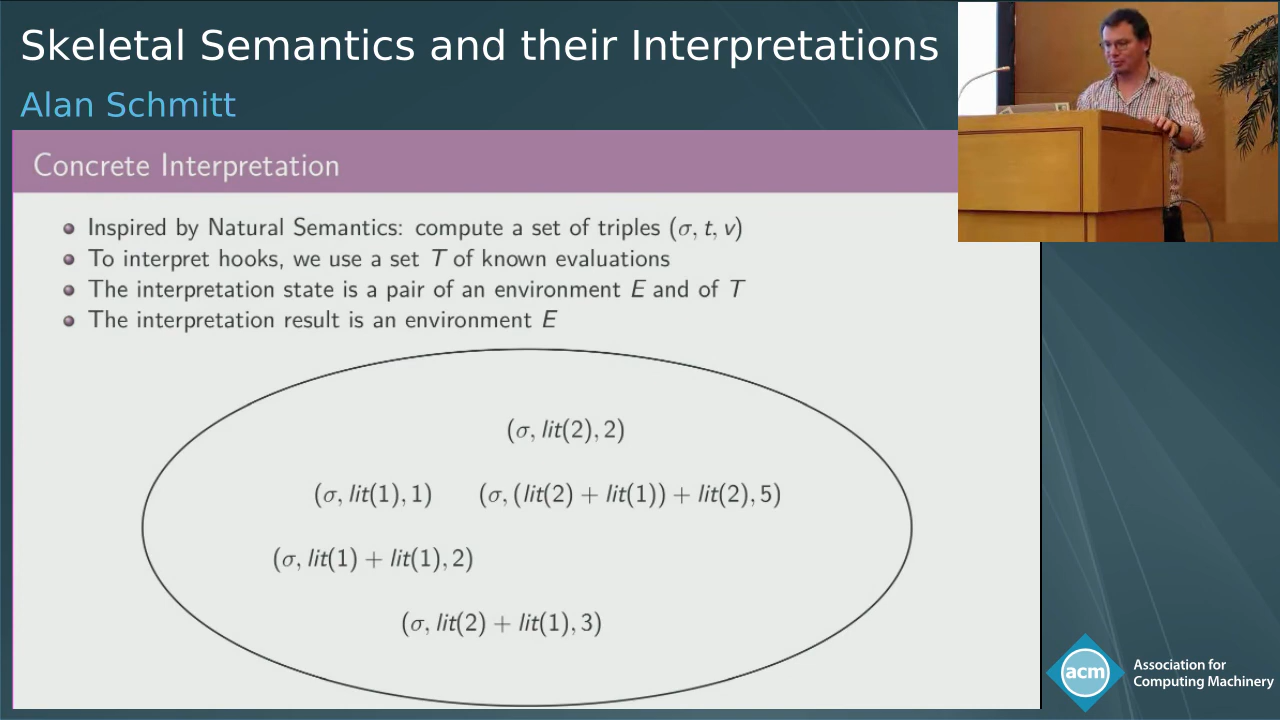 Skeletal Semantics and their Interpretations
Alan Schmitt
Concrete Interpretation
Inspired by Natural Semantics: compute a set of triples (σ, t, v)
To interpret hooks, we use a set T of known evaluations
The interpretation state is a pair of an environment E and of T
The interpretation result is an environment E
(σ, lit(2), 2)
(σ, lit(1), 1) (σ, (lit(2) + lit(1)) + lit(2), 5)
(σ, lit(1) + lit(1), 2)
(σ, lit(2) + lit(1), 3)
acm
Association for
Computing Machinery